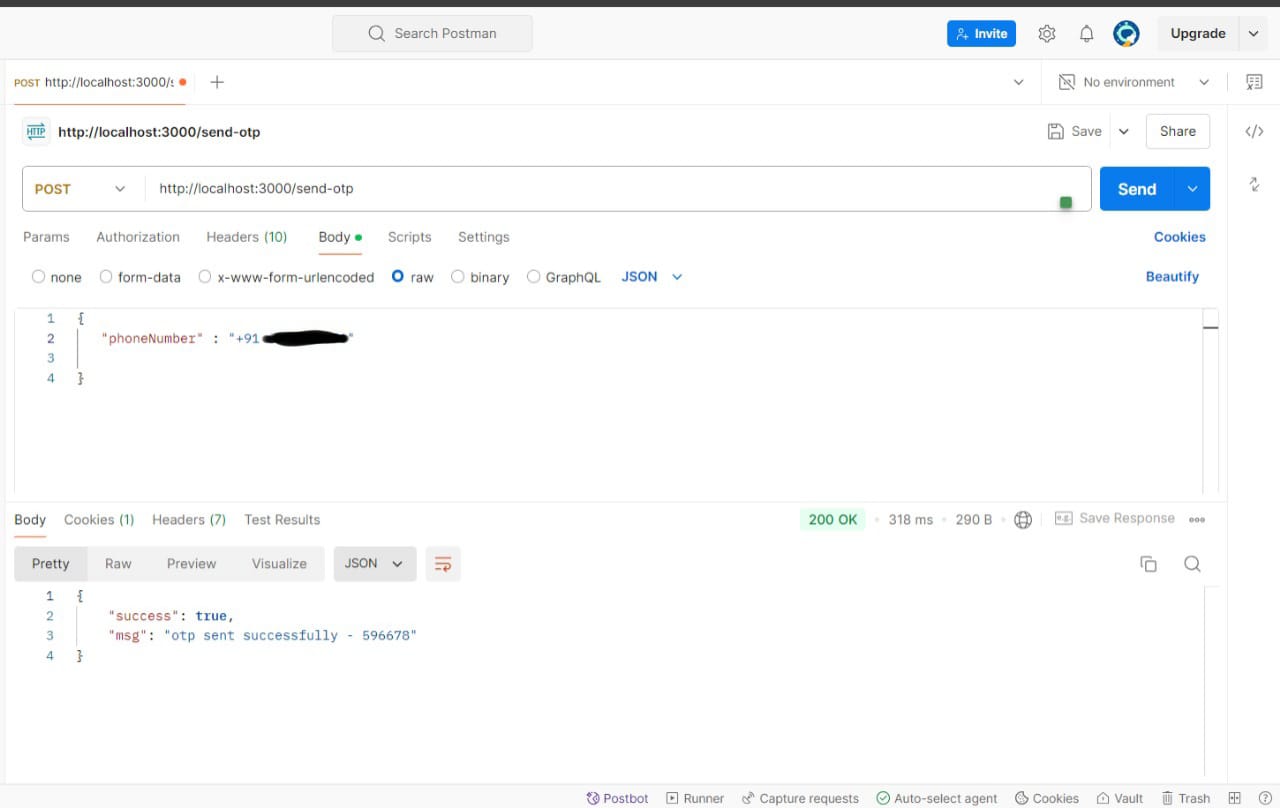 Search Postman
Invite
Upgrade
POST http://localhost:3000/s
No environment
HTTP http://localhost:3000/send-otp
Save
Share
POST http://localhost:3000/send-otp
Send
Params Authorization Headers (10) Body Scripts Settings
Cookies
none form-data x-www-form-urlencoded raw binary GraphQL JSON
Beautify
1 {
2 "phoneNumber" : "+91 "
3
4 }
Body Cookies (1) Headers (7) Test Results
200 OK • 318 ms • 290 B
e.g. Save Response
Pretty Raw Preview Visualize JSON
1 {
2 "success": true,
3 "msg": "otp sent successfully - 596678"
4 }
Postbot Runner Capture requests Auto-select agent Cookies Vault Trash